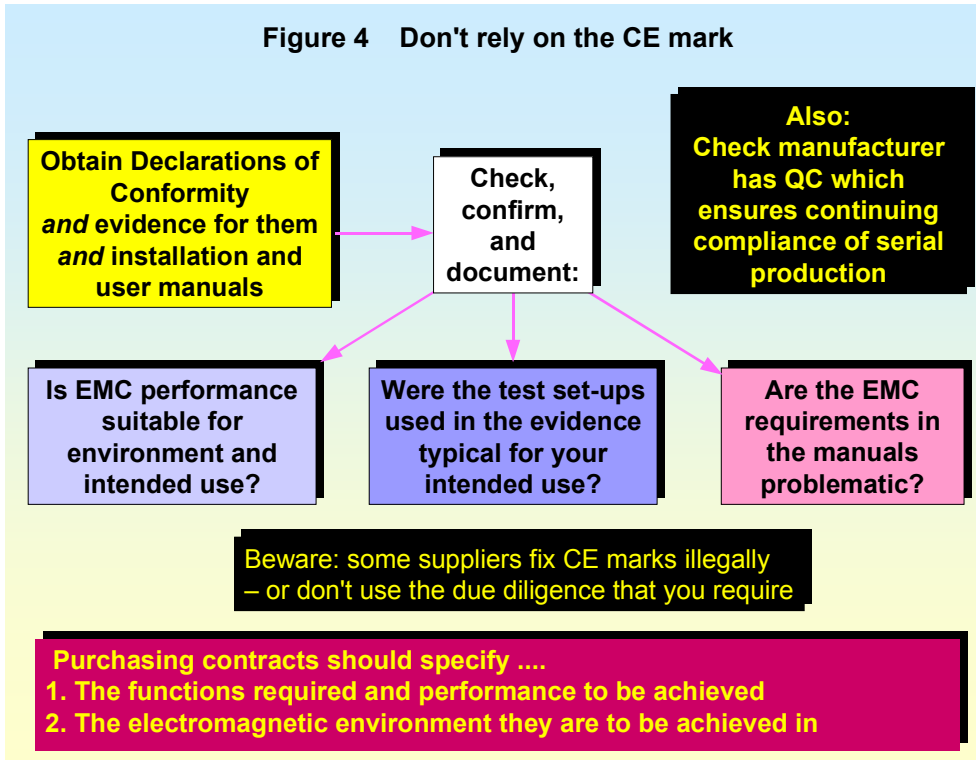 Figure 4    Don't rely on the CE mark
Obtain Declarations of
Conformity
and evidence for them
and installation and
user manuals
Check,
confirm,
and
document:
Also:
Check manufacturer
has QC which
ensures continuing
compliance of serial
production
Is EMC performance
suitable for
environment and
intended use?
Were the test set-ups
used in the evidence
typical for your
intended use?
Are the EMC
requirements in
the manuals
problematic?
Beware: some suppliers fix CE marks illegally
– or don't use the due diligence that you require
Purchasing contracts should specify ....
1. The functions required and performance to be achieved
2. The electromagnetic environment they are to be achieved in